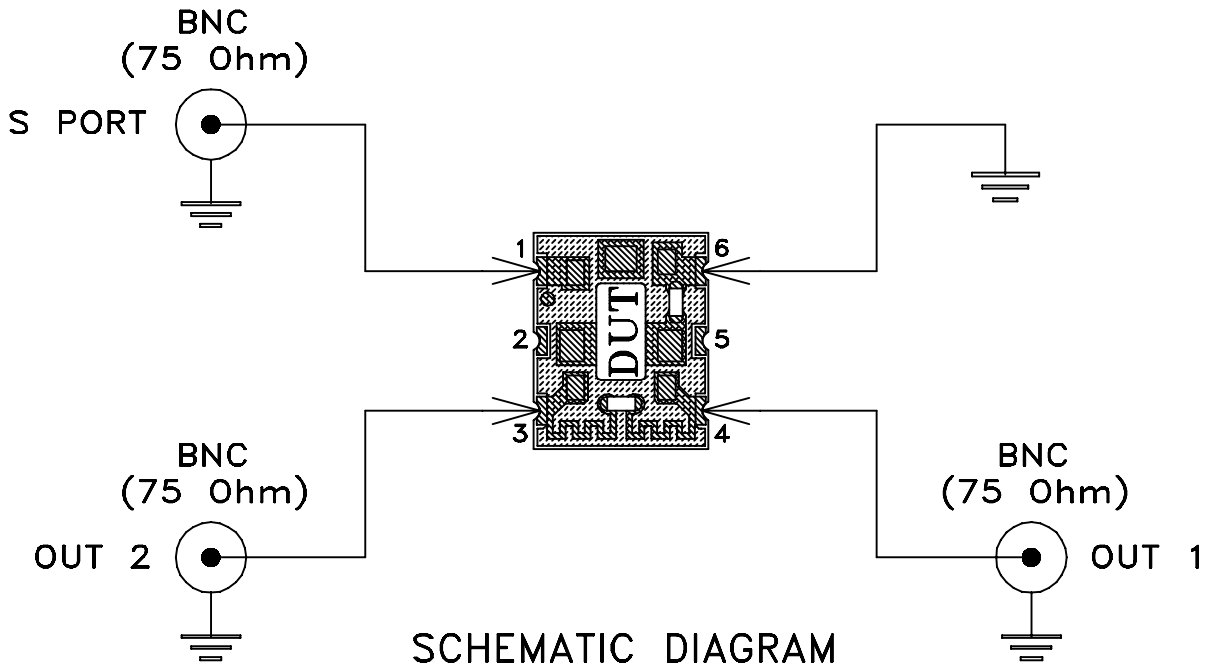 BNC
(75 Ohm)
S PORT
1
6
2
DUT
5
3
4
BNC
(75 Ohm)
OUT 2
BNC
(75 Ohm)
OUT 1
SCHEMATIC DIAGRAM